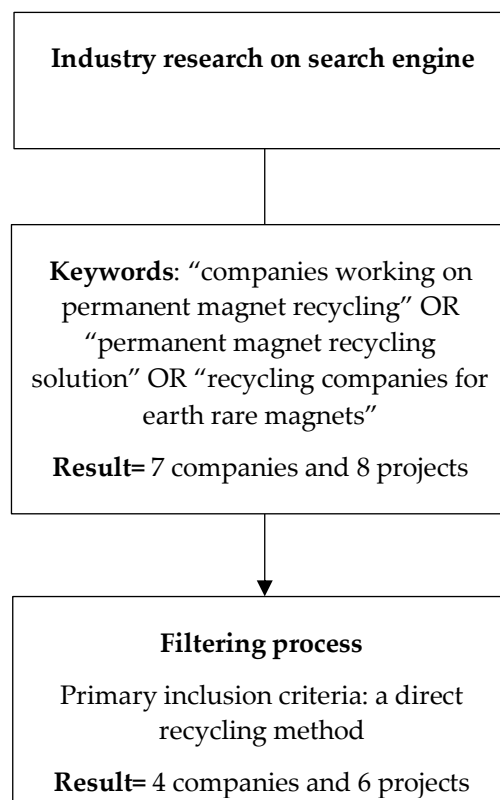 Industry research on search engine
Keywords: “companies working on
permanent magnet recycling” OR
“permanent magnet recycling
solution” OR “recycling companies for
earth rare magnets”
Result= 7 companies and 8 projects
Filtering process
Primary inclusion criteria: a direct
recycling method
Result= 4 companies and 6 projects